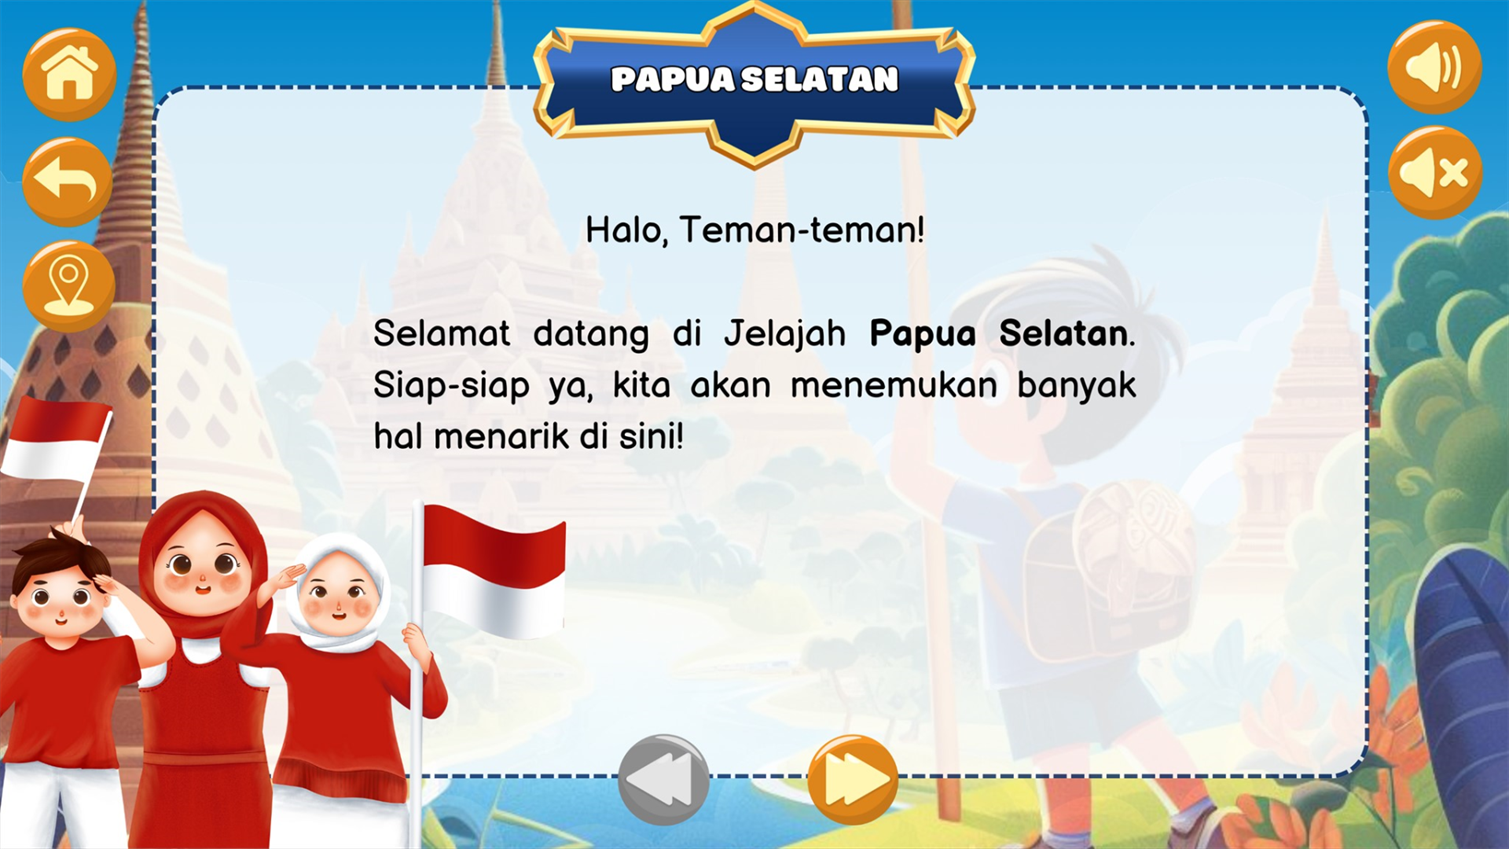 PAPUA SELATAN
Halo, Teman-teman!
Selamat datang di Jelajah Papua Selatan.
Siap-siap ya, kita akan menemukan banyak
hal menarik di sini!